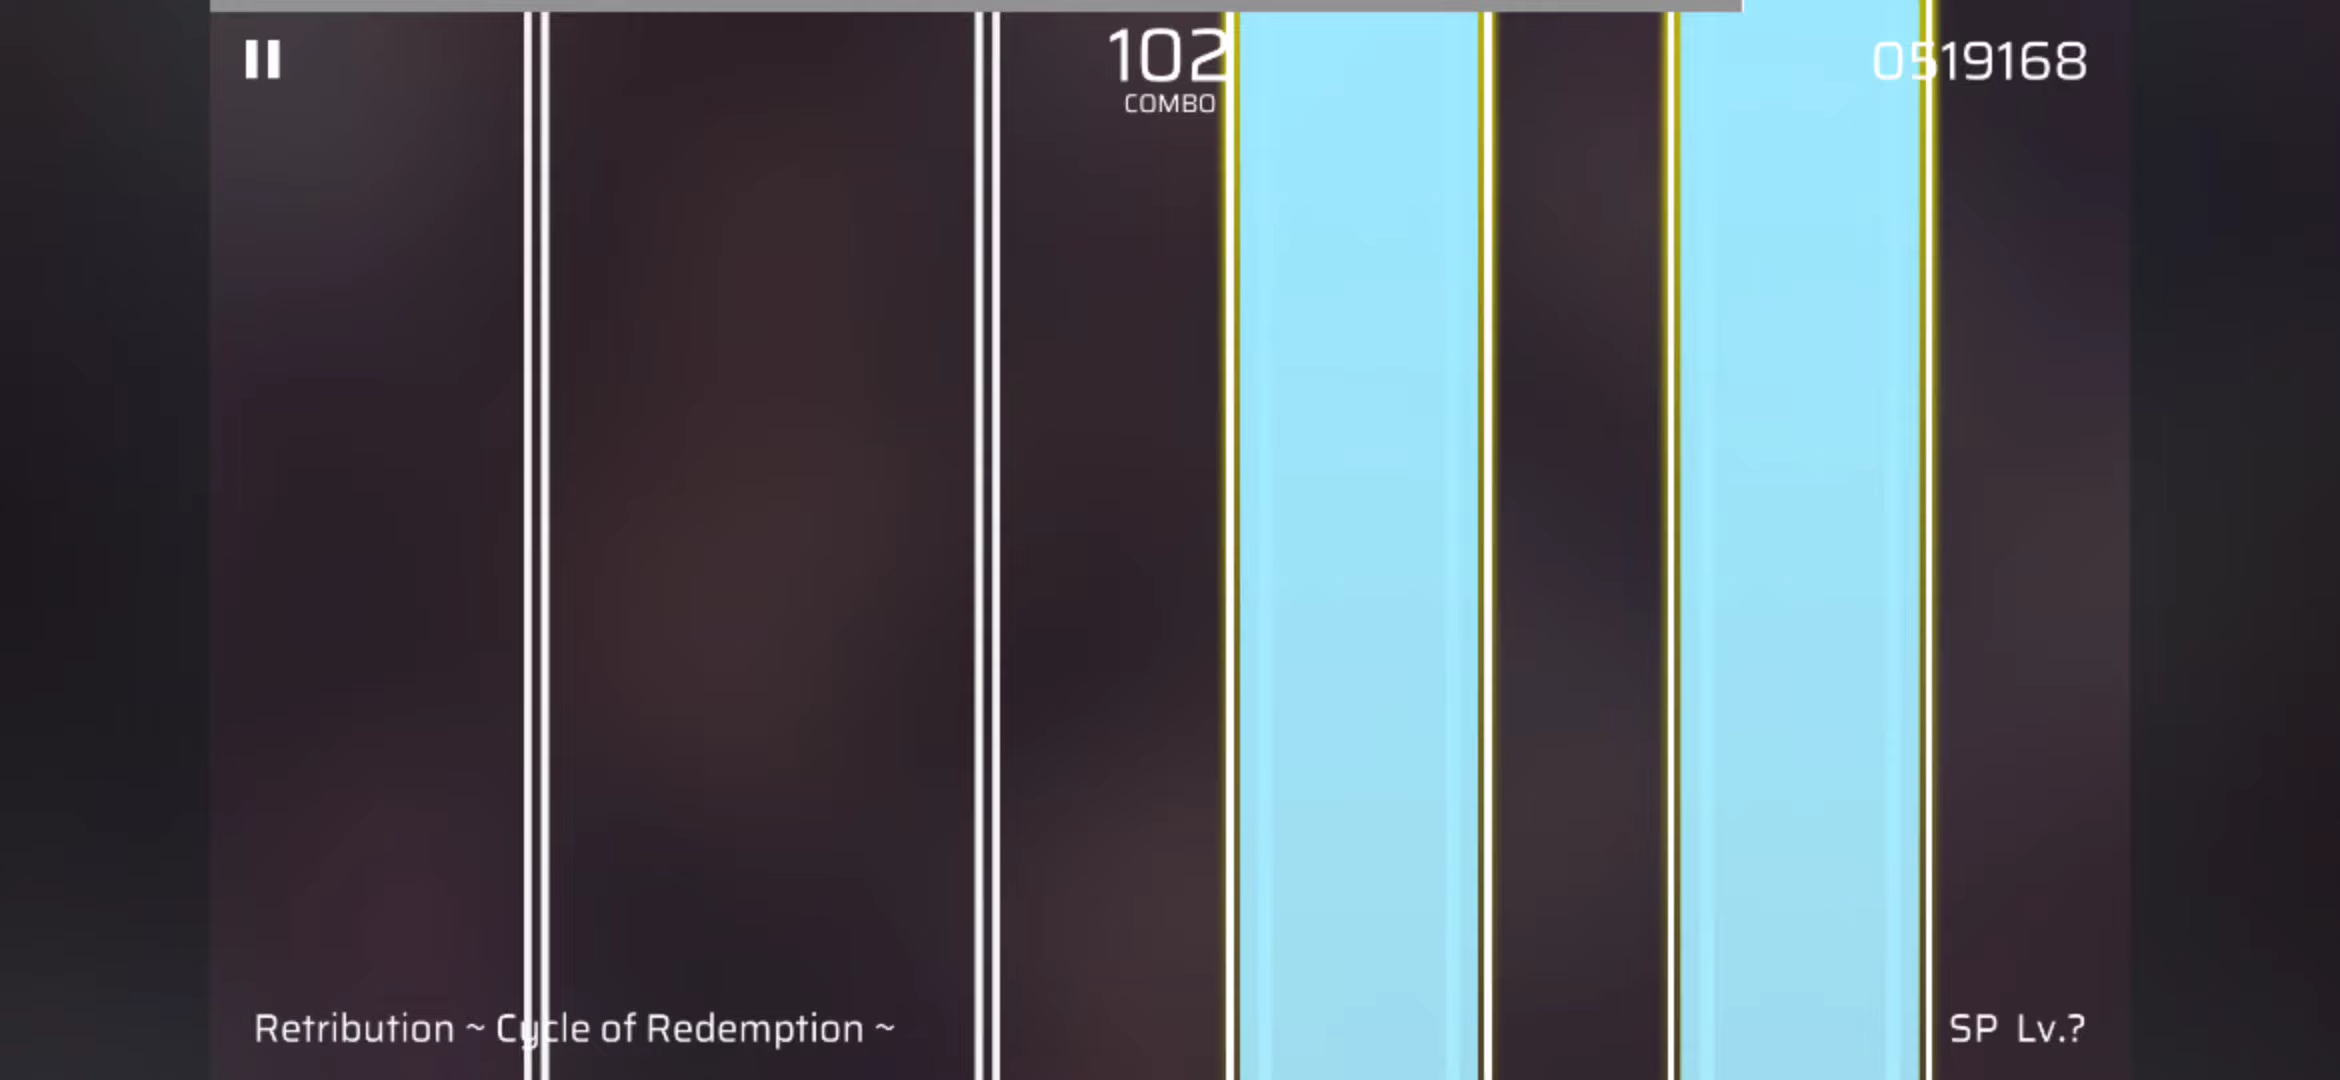 102
COMBO
0519168
Retribution ~ Cycle of Redemption ~
SP Lv.?